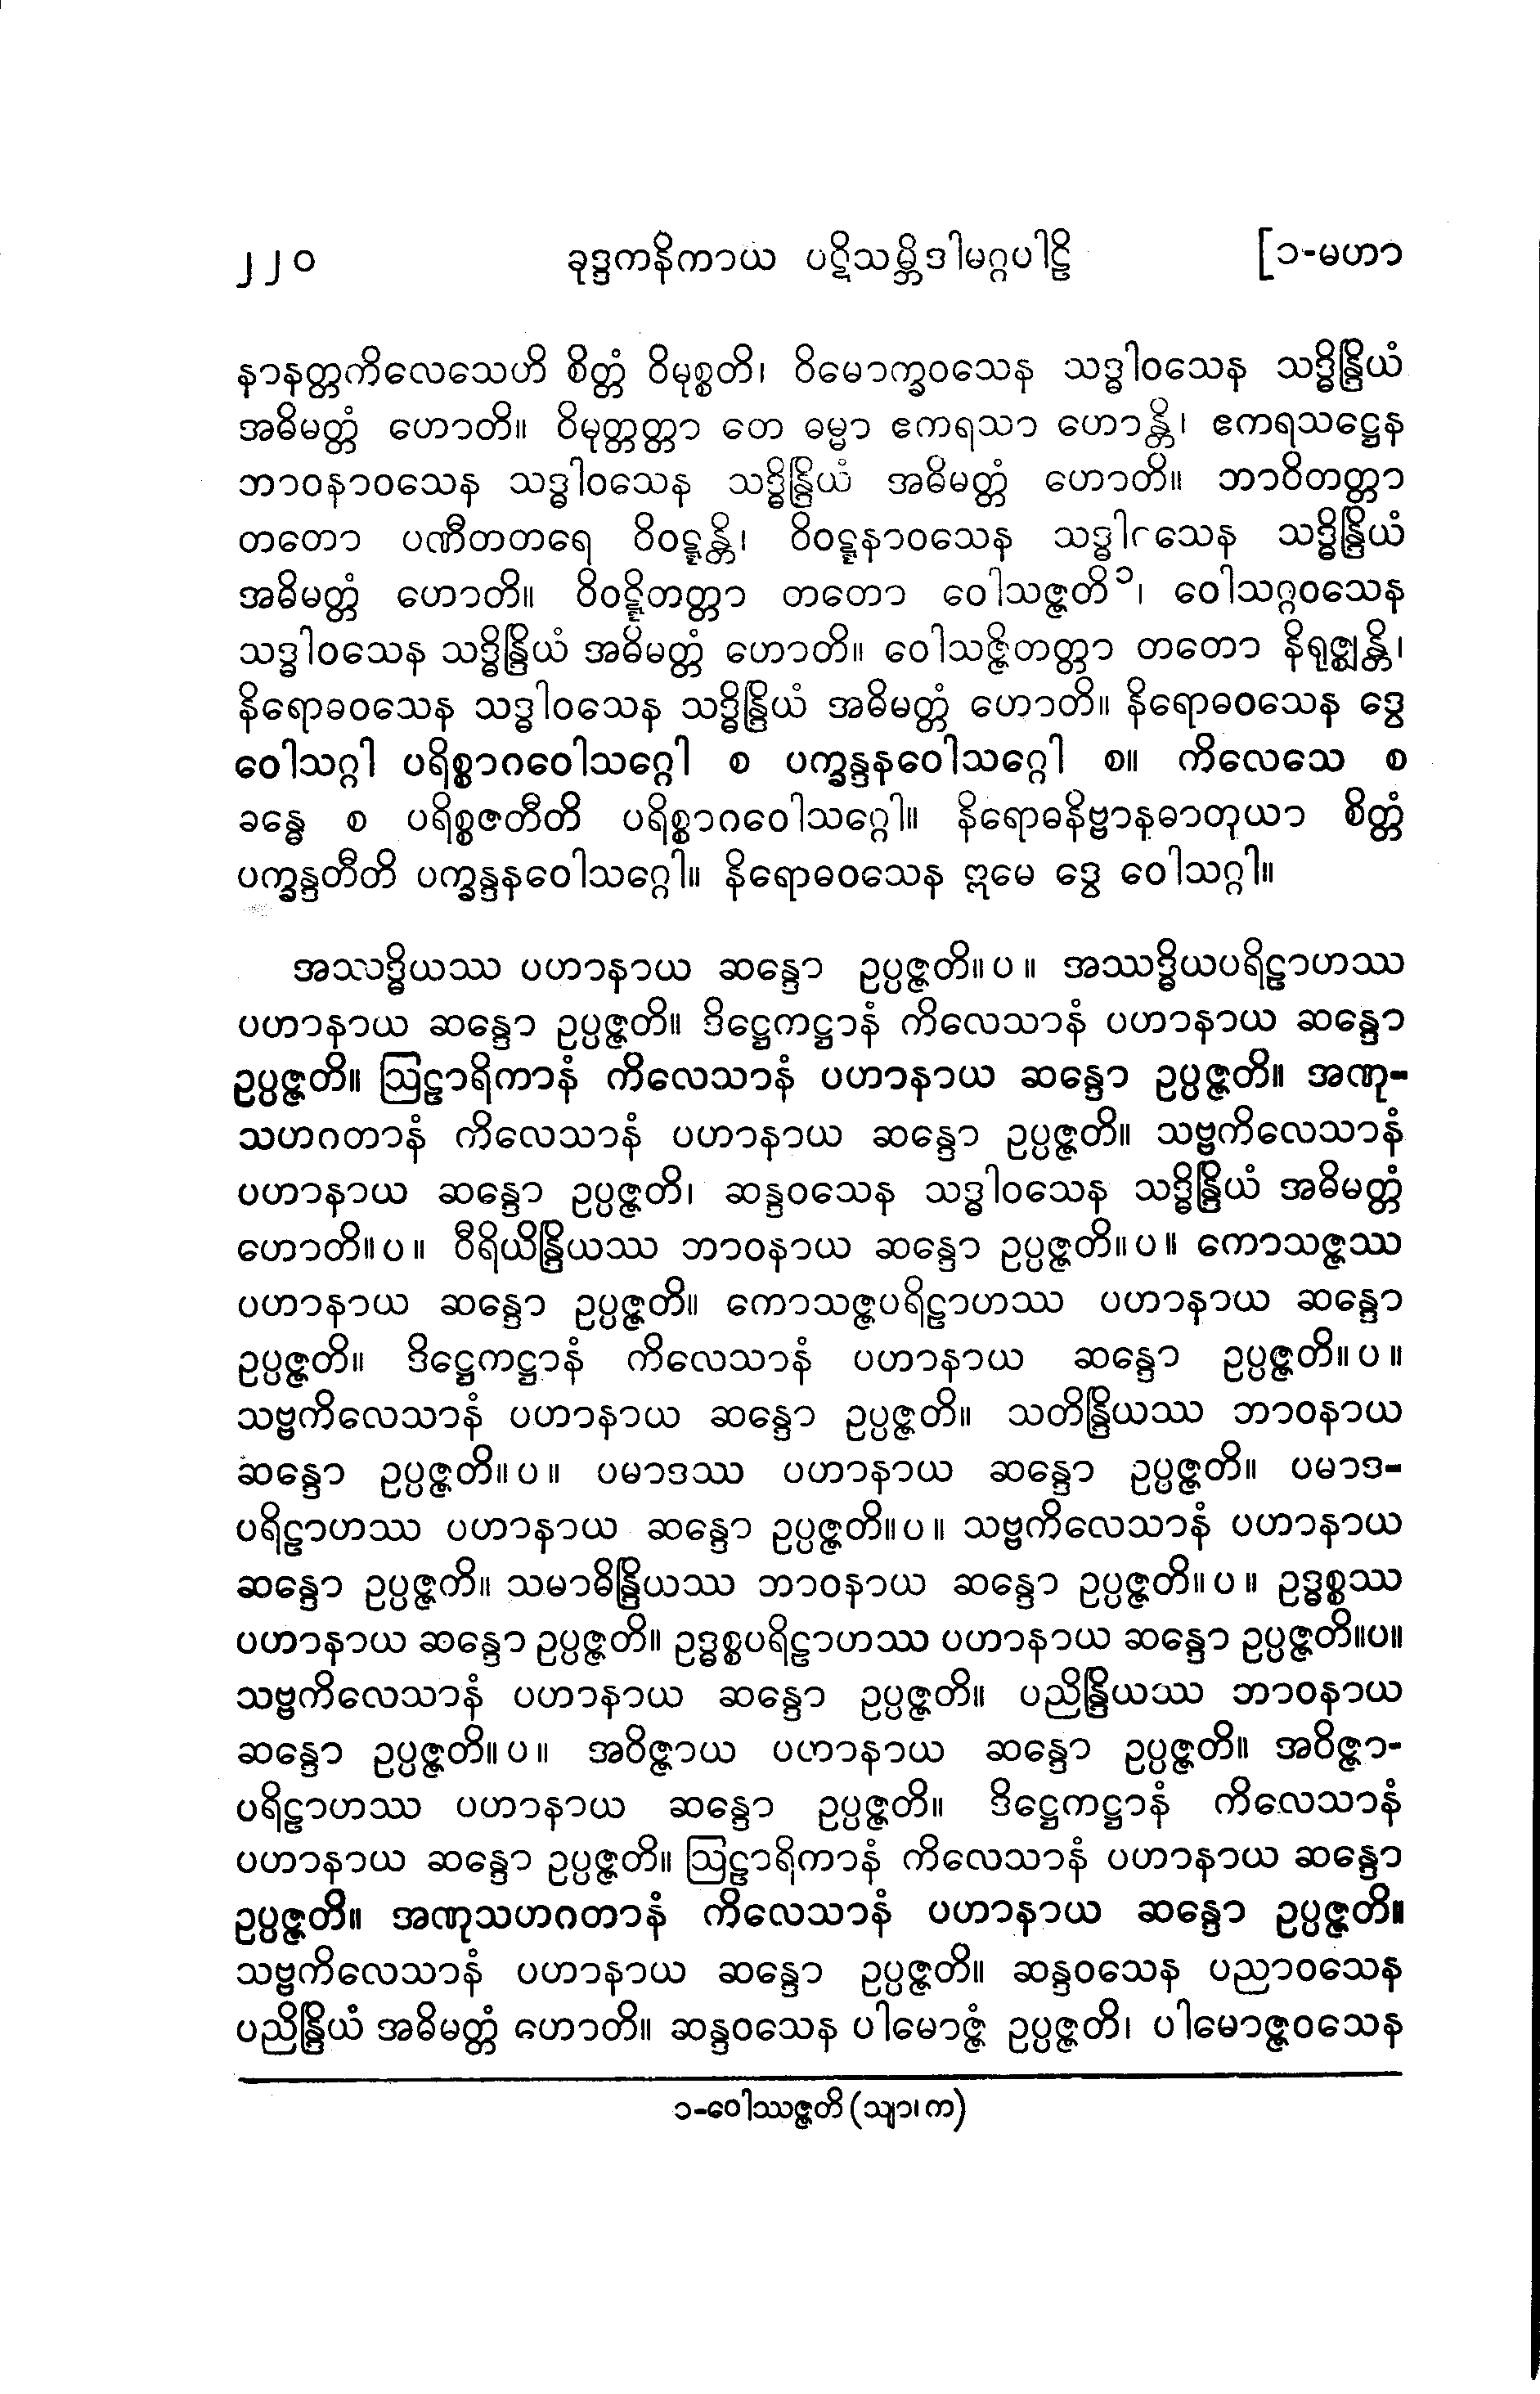 ၂၂၀ ခုဒ္ဒကနိကာယ ပဋိသမ္ဘိဒါမဂ္ဂပါဠိ [၁-မဟာ
နာနတ္တကိလေသေဟိ စိတ္တံ ဝိမုစ္စတိ၊ ဝိမောက္ခဝသေန သဒ္ဓါဝသေန သဒ္ဓိန္ဒြိယံ
အဓိမတ္တံ ဟောတိ။ ဝိမုတ္တတ္တာ တေ ဓမ္မာ ဧကရသာ ဟောန္တိ၊ ဧကရသဋ္ဌေန
ဘာဝနာဝသေန သဒ္ဓါဝသေန သဒ္ဓိန္ဒြိယံ အဓိမတ္တံ ဟောတိ။ ဘာဝိတတ္တာ
တတော ပဏီတတရေ ဝိဝဋ္ဋန္တိ၊ ဝိဝဋ္ဋနာဝသေန သဒ္ဓါဝသေန သဒ္ဓိန္ဒြိယံ
အဓိမတ္တံ ဟောတိ။ ဝိဝဋ္ဋိတတ္တာ တတော ဝေါသဇ္ဇတိ၁၊ ဝေါသဂ္ဂဝသေန
သဒ္ဓါဝသေန သဒ္ဓိန္ဒြိယံ အဓိမတ္တံ ဟောတိ။ ဝေါသဇ္ဇိတတ္တာ တတော နိရုဇ္ဈန္တိ၊
နိရောဓဝသေန သဒ္ဓါဝသေန သဒ္ဓိန္ဒြိယံ အဓိမတ္တံ ဟောတိ။ နိရောဓဝသေန ဒွေ
ဝေါသဂ္ဂါ ပရိစ္စာဂဝေါသဂ္ဂေါ စ ပက္ခန္ဒနဝေါသဂ္ဂေါ စ။ ကိလေသေ စ
ခန္ဓေ စ ပရိစ္စဇတီတိ ပရိစ္စာဂဝေါသဂ္ဂေါ။ နိရောဓနိဗ္ဗာနဓာတုယာ စိတ္တံ
ပက္ခန္ဒတီတိ ပက္ခန္ဒနဝေါသဂ္ဂေါ။ နိရောဓဝသေန ဣမေ ဒွေ ဝေါသဂ္ဂါ။
အဿဒ္ဓိယဿ ပဟာနာယ ဆန္ဒော ဥပ္ပဇ္ဇတိ။ပ။ အဿဒ္ဓိယပရိဠာဟဿ
ပဟာနာယ ဆန္ဒော ဥပ္ပဇ္ဇတိ။ ဒိဋ္ဌေကဋ္ဌာနံ ကိလေသာနံ ပဟာနာယ ဆန္ဒော
ဥပ္ပဇ္ဇတိ။ ဩဠာရိကာနံ ကိလေသာနံ ပဟာနာယ ဆန္ဒော ဥပ္ပဇ္ဇတိ။ အဏု-
သဟဂတာနံ ကိလေသာနံ ပဟာနာယ ဆန္ဒော ဥပ္ပဇ္ဇတိ။ သဗ္ဗကိလေသာနံ
ပဟာနာယ ဆန္ဒော ဥပ္ပဇ္ဇတိ၊ ဆန္ဒဝသေန သဒ္ဓါဝသေန သဒ္ဓိန္ဒြိယံ အဓိမတ္တံ
ဟောတိ။ပ။ ဝီရိယိန္ဒြိယဿ ဘာဝနာယ ဆန္ဒော ဥပ္ပဇ္ဇတိ။ပ။ ကောသဇ္ဇဿ
ပဟာနာယ ဆန္ဒော ဥပ္ပဇ္ဇတိ။ ကောသဇ္ဇပရိဠာဟဿ ပဟာနာယ ဆန္ဒော
ဥပ္ပဇ္ဇတိ။ ဒိဋ္ဌေကဋ္ဌာနံ ကိလေသာနံ ပဟာနာယ ဆန္ဒော ဥပ္ပဇ္ဇတိ။ပ။
သဗ္ဗကိလေသာနံ ပဟာနာယ ဆန္ဒော ဥပ္ပဇ္ဇတိ။ သတိန္ဒြိယဿ ဘာဝနာယ
ဆန္ဒော ဥပ္ပဇ္ဇတိ။ပ။ ပမာဒဿ ပဟာနာယ ဆန္ဒော ဥပ္ပဇ္ဇတိ။ ပမာဒ-
ပရိဠာဟဿ ပဟာနာယ ဆန္ဒော ဥပ္ပဇ္ဇတိ။ပ။ သဗ္ဗကိလေသာနံ ပဟာနာယ
ဆန္ဒော ဥပ္ပဇ္ဇကိ။ သမာဓိန္ဒြိယဿ ဘာဝနာယ ဆန္ဒော ဥပ္ပဇ္ဇတိ။ပ။ ဥဒ္ဓစ္စဿ
ပဟာနာယ ဆန္ဒော ဥပ္ပဇ္ဇတိ။ ဥဒ္ဓစ္စပရိဠာဟဿ ပဟာနာယ ဆန္ဒော ဥပ္ပဇ္ဇတိ။ပ။
သဗ္ဗကိလေသာနံ ပဟာနာယ ဆန္ဒော ဥပ္ပဇ္ဇတိ။ ပညိန္ဒြိယဿ ဘာဝနာယ
ဆန္ဒော ဥပ္ပဇ္ဇတိ။ပ။ အဝိဇ္ဇာယ ပဟာနာယ ဆန္ဒော ဥပ္ပဇ္ဇတိ။ အဝိဇ္ဇာ-
ပရိဠာဟဿ ပဟာနာယ ဆန္ဒော ဥပ္ပဇ္ဇတိ။ ဒိဋ္ဌေကဋ္ဌာနံ ကိလေသာနံ
ပဟာနာယ ဆန္ဒော ဥပ္ပဇ္ဇတိ။ ဩဠာရိကာနံ ကိလေသာနံ ပဟာနာယ ဆန္ဒော
ဥပ္ပဇ္ဇတိ။ အဏုသဟဂတာနံ ကိလေသာနံ ပဟာနာယ ဆန္ဒော ဥပ္ပဇ္ဇတိ။
သဗ္ဗကိလေသာနံ ပဟာနာယ ဆန္ဒော ဥပ္ပဇ္ဇတိ။ ဆန္ဒဝသေန ပညာဝသေန
ပညိန္ဒြိယံ အဓိမတ္တံ ဟောတိ။ ဆန္ဒဝသေန ပါမောဇ္ဇံ ဥပ္ပဇ္ဇတိ၊ ပါမောဇ္ဇဝသေန
၁-ဝေါဿဇ္ဇတိ (သျာ၊ က)